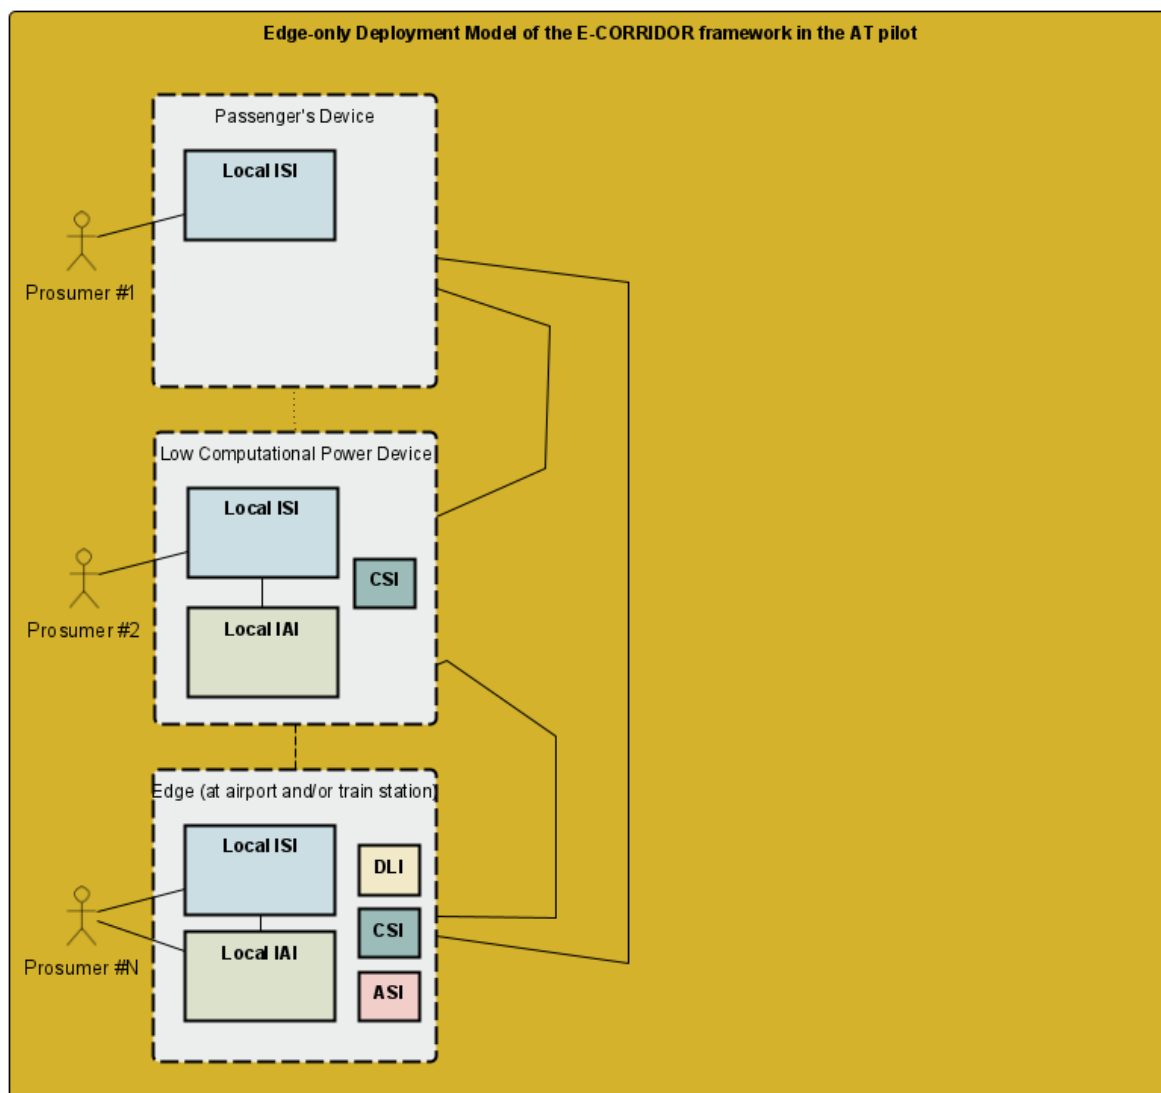 Edge-only Deployment Model of the E-CORRIDOR framework in the AT pilot
Passenger's Device
Local ISI
Prosumer #1
Low Computational Power Device
Local ISI
CSI
Local IAI
Prosumer #2
Edge (at airport and/or train station)
Local ISI
DLI
CSI
Local IAI
ASI
Prosumer #N